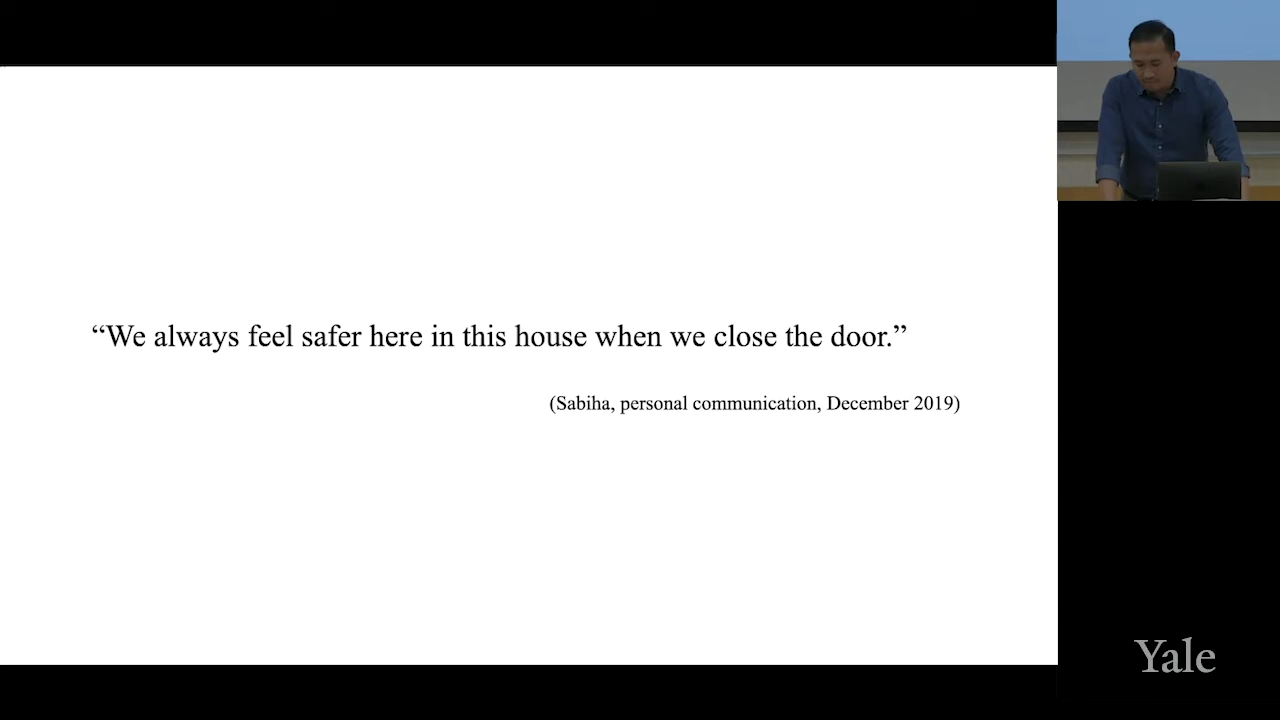 “We always feel safer here in this house when we close the door.”
(Sabiha, personal communication, December 2019)
Yale